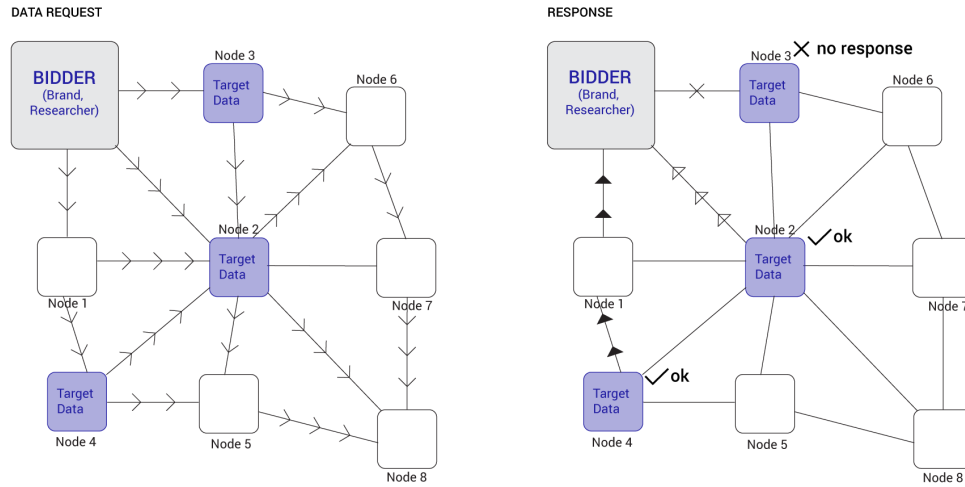 DATA REQUEST
BIDDER
(Brand,
Researcher)
Node 3
Target
Data
Node 6
Node 2
Target
Data
Node 1
Node 7
Target
Data
Node 4
Node 5
Node 8
RESPONSE
BIDDER
(Brand,
Researcher)
Node 3
no response
Target
Data
Node 6
Node 2
ok
Target
Data
Node 1
Node 7
ok
Target
Data
Node 4
Node 5
Node 8